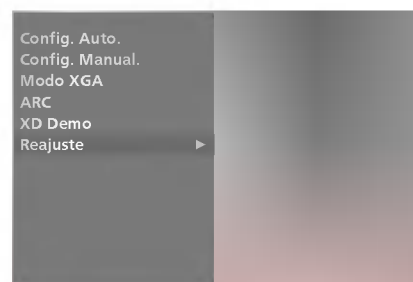 Config. Auto.
Config. Manual.
Modo XGA
ARC
XD Demo
Reajuste